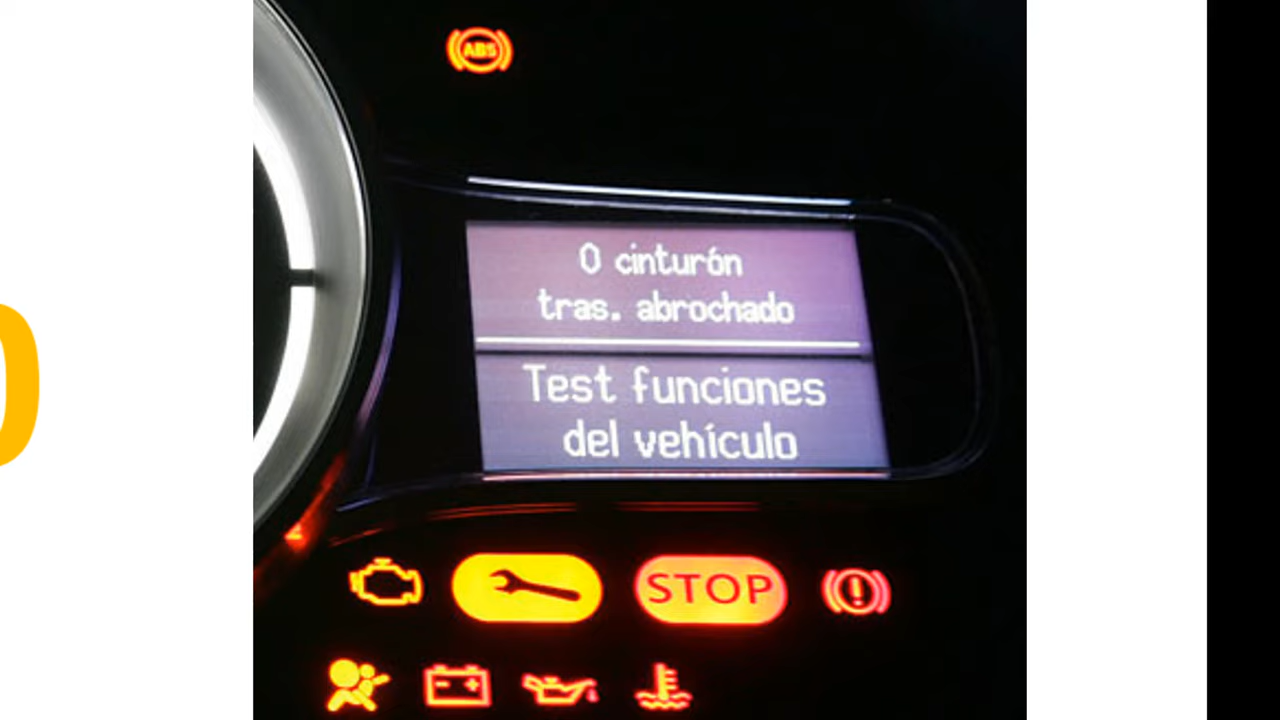 ABS
0 cinturón
tras. abrochado
Test funciones
del vehículo
STOP